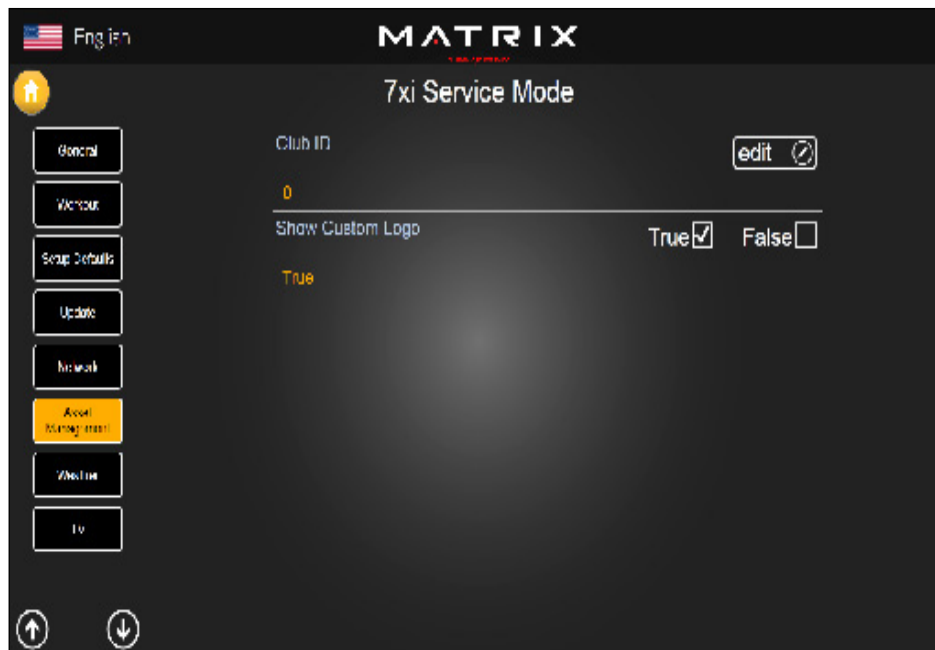 English
MATRIX
7xi Service Mode
General
Workout
Setup Defaults
Update
Network
Asset
Management
Weather
TV
Club ID
edit
0
Show Custom Logo
True False
True